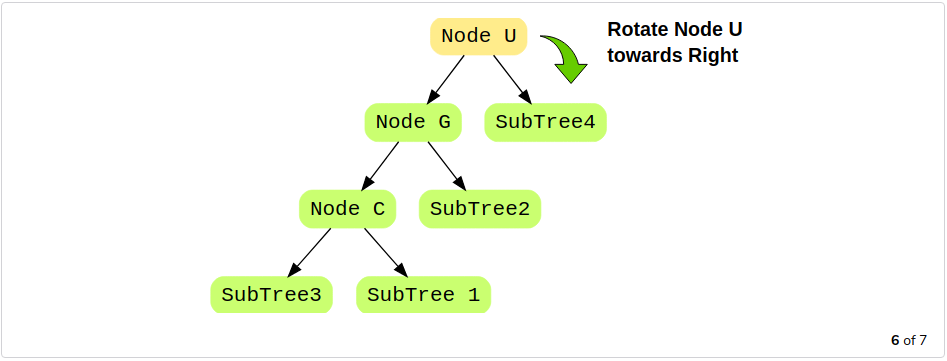 Node U
Rotate Node U
towards Right
Node G
SubTree4
Node C
SubTree2
SubTree3
SubTree 1
6 of 7